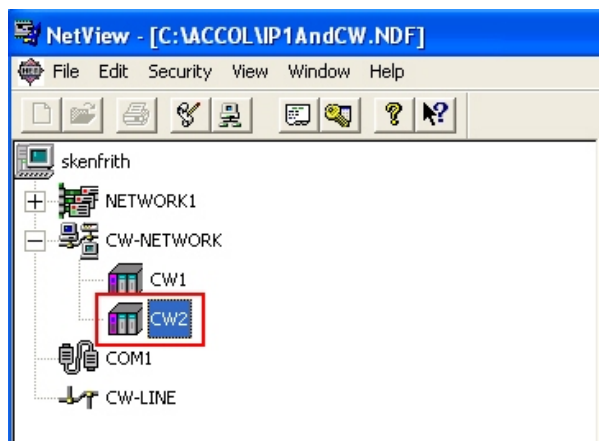 NetView - [C:\ACCOL\IP1AndCW.NDF]
File Edit Security View Window Help
skenfrith
NETWORK1
CW-NETWORK
CW1
CW2
COM1
CW-LINE